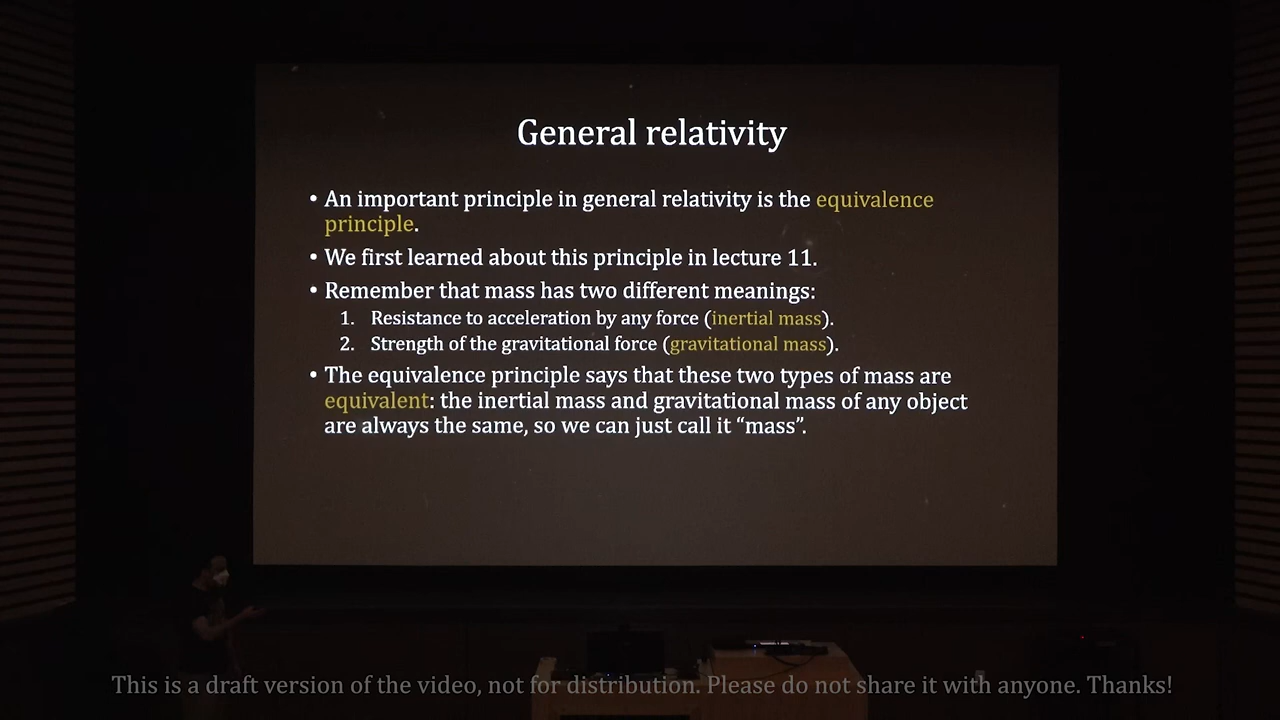 General relativity
• An important principle in general relativity is the equivalence
principle.
• We first learned about this principle in lecture 11.
• Remember that mass has two different meanings:
1. Resistance to acceleration by any force (inertial mass).
2. Strength of the gravitational force (gravitational mass).
• The equivalence principle says that these two types of mass are
equivalent: the inertial mass and gravitational mass of any object
are always the same, so we can just call it “mass”.
This is a draft version of the video, not for distribution. Please do not share it with anyone. Thanks!